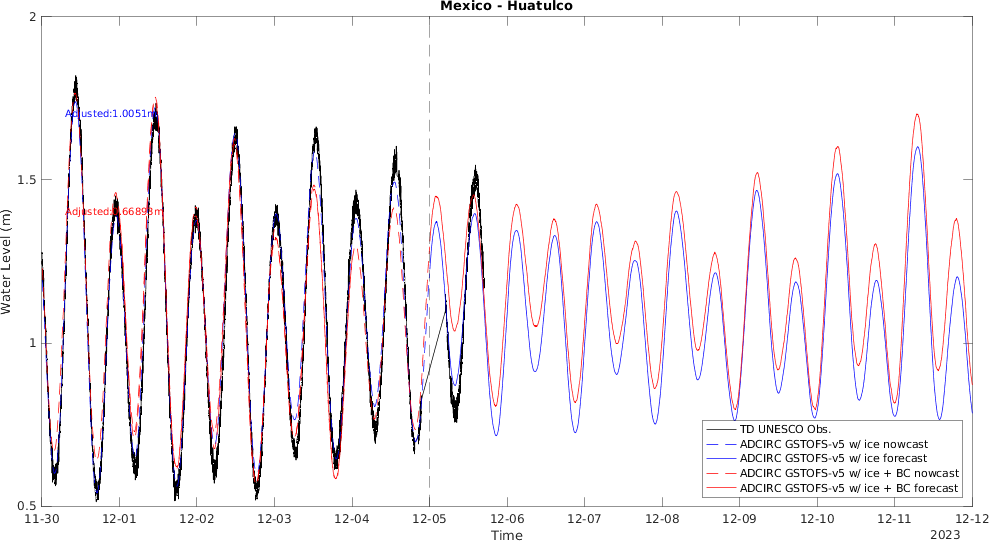 Mexico - Huatulco
2
1.5
1
0.5
Water Level (m)
Adjusted:1.0051m
11-30
12-01
12-02
12-03
12-04
12-05
12-06
12-07
12-08
12-09
12-10
12-11
12-12
Time
2023
TD UNESCO Obs.
ADCIRC GSTOFS-v5 w/ ice nowcast
ADCIRC GSTOFS-v5 w/ ice forecast
ADCIRC GSTOFS-v5 w/ ice + BC nowcast
ADCIRC GSTOFS-v5 w/ ice + BC forecast